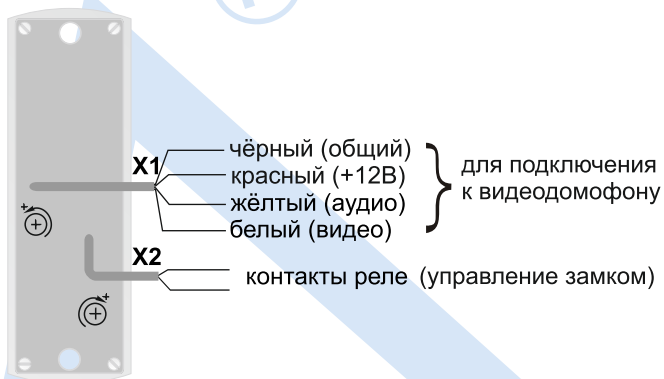 X1
чёрный (общий)
красный (+12В)
жёлтый (аудио)
белый (видео)
для подключения
к видеодомофону
X2
контакты реле (управление замком)
+
+